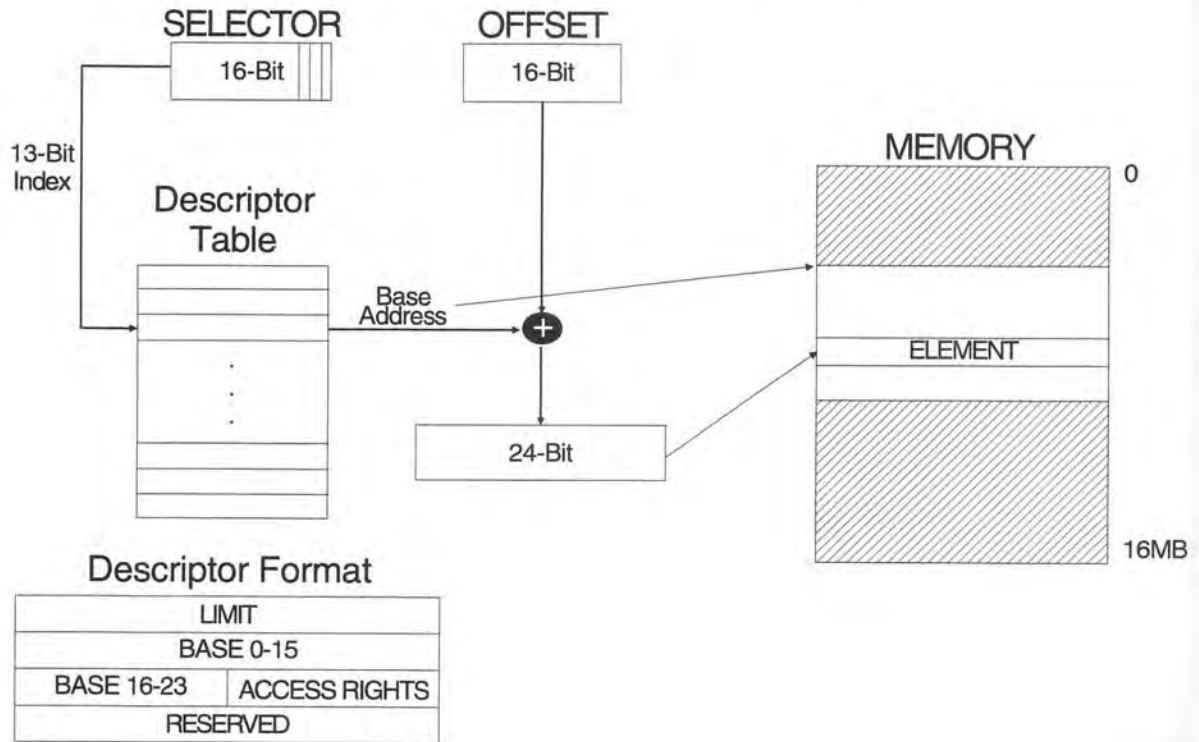 SELECTOR
OFFSET
16-Bit
16-Bit
13-Bit
Index
MEMORY
0
Descriptor
Table
Base
Address
+
ELEMENT
24-Bit
16MB
Descriptor Format
LIMIT
BASE 0-15
BASE 16-23
ACCESS RIGHTS
RESERVED